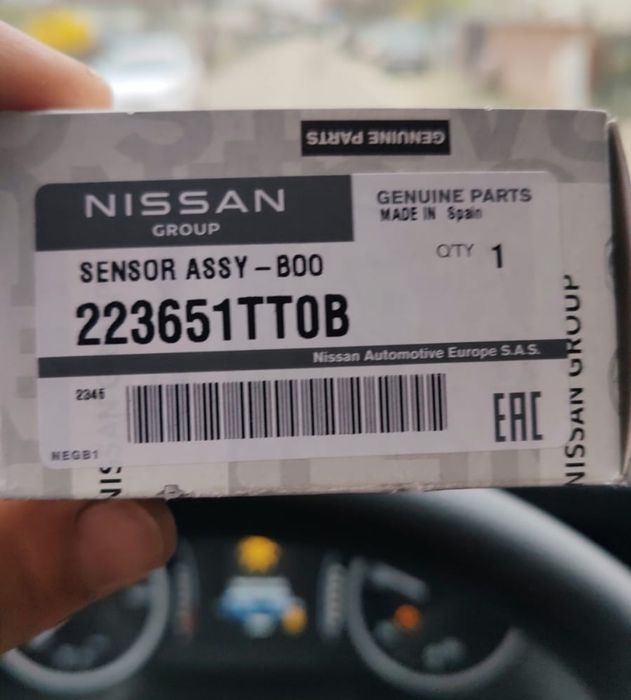 GENUINE PARTS
NISSAN
GROUP
GENUINE PARTS
MADE IN Spain
SENSOR ASSY-BOO
QTY 1
223651TT0B
Nissan Automotive Europe S.A.S.
2346
EAC
NEGB1
NISSAN GROUP
NIS